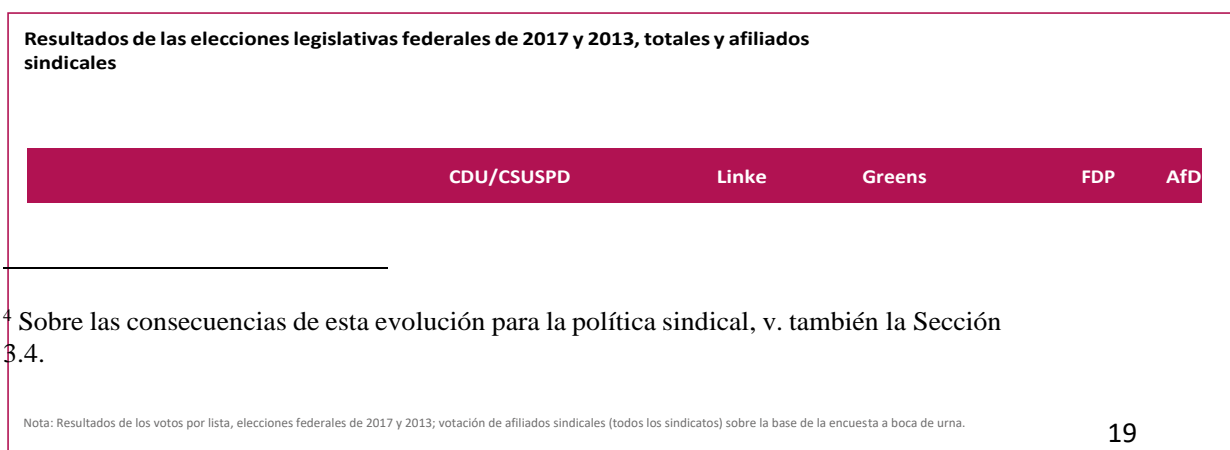 Resultados de las elecciones legislativas federales de 2017 y 2013, totales y afiliados
sindicales
CDU/CSUSPD Linke Greens FDP AfD
4 Sobre las consecuencias de esta evolución para la política sindical, v. también la Sección
3.4.
Nota: Resultados de los votos por lista, elecciones federales de 2017 y 2013; votación de afiliados sindicales (todos los sindicatos) sobre la base de la encuesta a boca de urna.
19